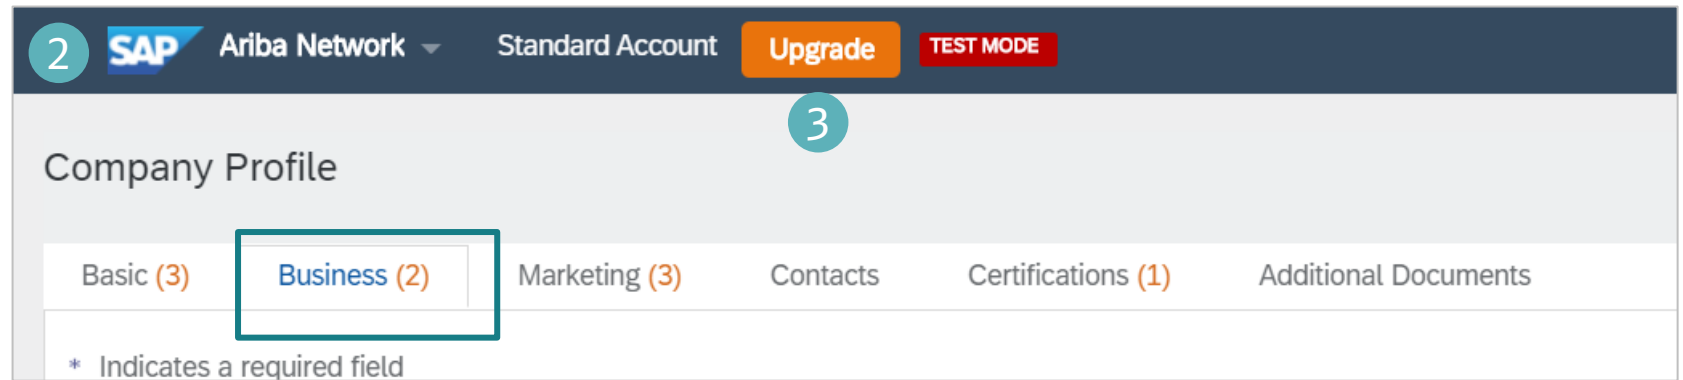 2 SAP Ariba Network Standard Account Upgrade TEST MODE
3
Company Profile
Basic (3) Business (2) Marketing (3) Contacts Certifications (1) Additional Documents
* Indicates a required field